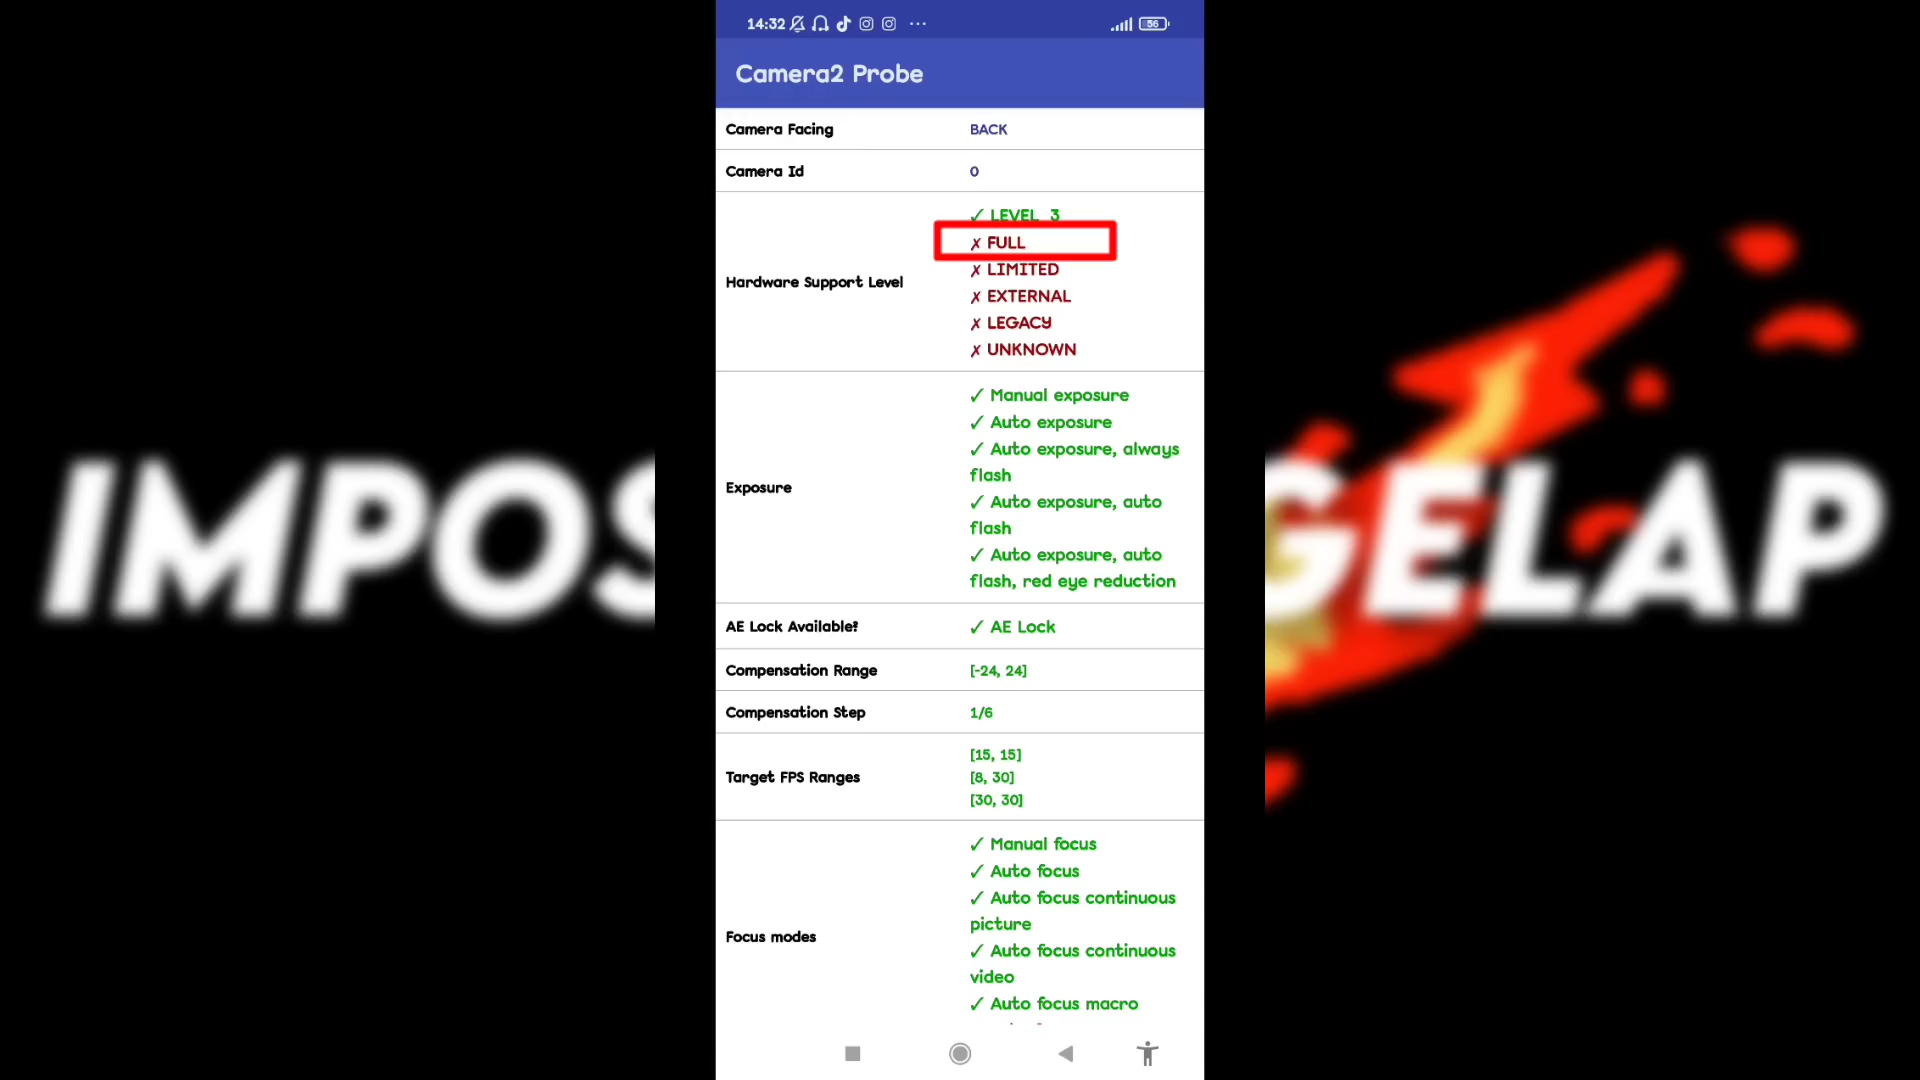 14:32
56
Camera2 Probe
Camera Facing BACK
Camera Id 0
Hardware Support Level
✓ LEVEL_3
✗ FULL
✗ LIMITED
✗ EXTERNAL
✗ LEGACY
✗ UNKNOWN
Exposure
✓ Manual exposure
✓ Auto exposure
✓ Auto exposure, always
flash
✓ Auto exposure, auto
flash
✓ Auto exposure, auto
flash, red eye reduction
AE Lock Available? ✓ AE Lock
Compensation Range [-24, 24]
Compensation Step 1/6
Target FPS Ranges
[15, 15]
[8, 30]
[30, 30]
Focus modes
✓ Manual focus
✓ Auto focus
✓ Auto focus continuous
picture
✓ Auto focus continuous
video
✓ Auto focus macro
IMPOS
GELAP